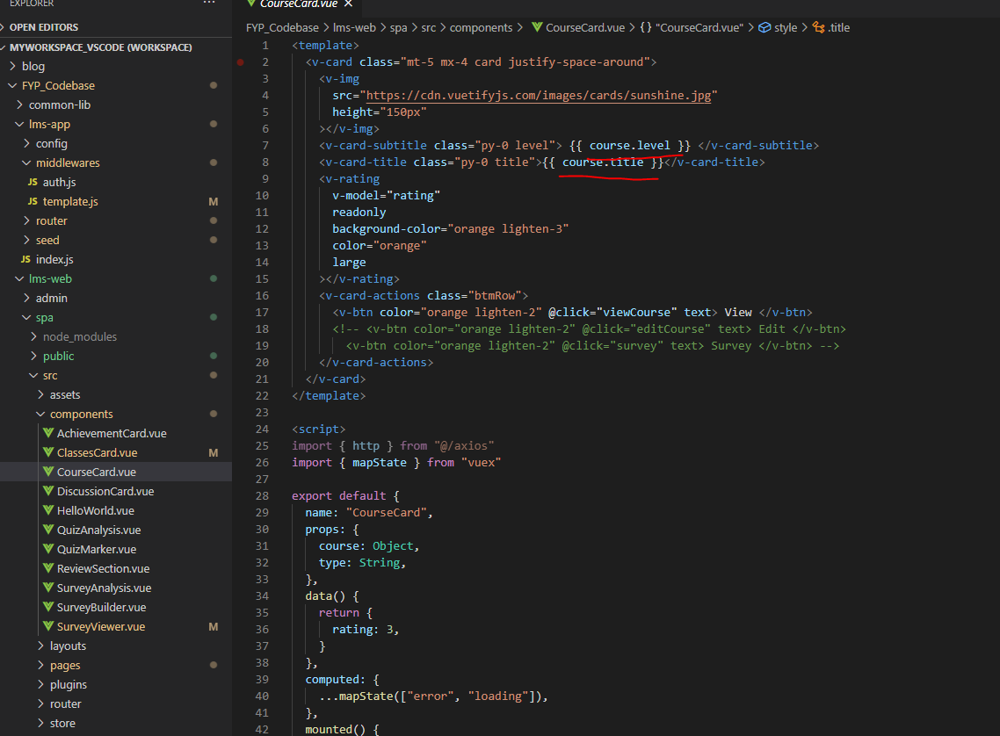 EXPLORER
···
OPEN EDITORS
MYWORKSPACE_VSCODE (WORKSPACE)
blog
FYP_Codebase
common-lib
lms-app
config
middlewares
JS auth.js
JS template.js M
router
seed
JS index.js
lms-web
admin
spa
node_modules
public
src
assets
components
AchievementCard.vue
ClassesCard.vue M
CourseCard.vue
DiscussionCard.vue
HelloWorld.vue
QuizAnalysis.vue
QuizMarker.vue
ReviewSection.vue
SurveyAnalysis.vue
SurveyBuilder.vue
SurveyViewer.vue M
layouts
pages
plugins
router
store
CourseCard.vue
FYP_Codebase > lms-web > spa > src > components > CourseCard.vue > {} "CourseCard.vue" > style > .title
1 <template>
2 <v-card class="mt-5 mx-4 card justify-space-around">
3 <v-img
4 src="https://cdn.vuetifyjs.com/images/cards/sunshine.jpg"
5 height="150px"
6 ></v-img>
7 <v-card-subtitle class="py-0 level"> {{ course.level }} </v-card-subtitle>
8 <v-card-title class="py-0 title">{{ course.title }}</v-card-title>
9 <v-rating
10 v-model="rating"
11 readonly
12 background-color="orange lighten-3"
13 color="orange"
14 large
15 ></v-rating>
16 <v-card-actions class="btmRow">
17 <v-btn color="orange lighten-2" @click="viewCourse" text> View </v-btn>
18 <!-- <v-btn color="orange lighten-2" @click="editCourse" text> Edit </v-btn>
19 <v-btn color="orange lighten-2" @click="survey" text> Survey </v-btn> -->
20 </v-card-actions>
21 </v-card>
22 </template>
23
24 <script>
25 import { http } from "@/axios"
26 import { mapState } from "vuex"
27
28 export default {
29 name: "CourseCard",
30 props: {
31 course: Object,
32 type: String,
33 },
34 data() {
35 return {
36 rating: 3,
37 }
38 },
39 computed: {
40 ...mapState(["error", "loading"]),
41 },
42 mounted() {